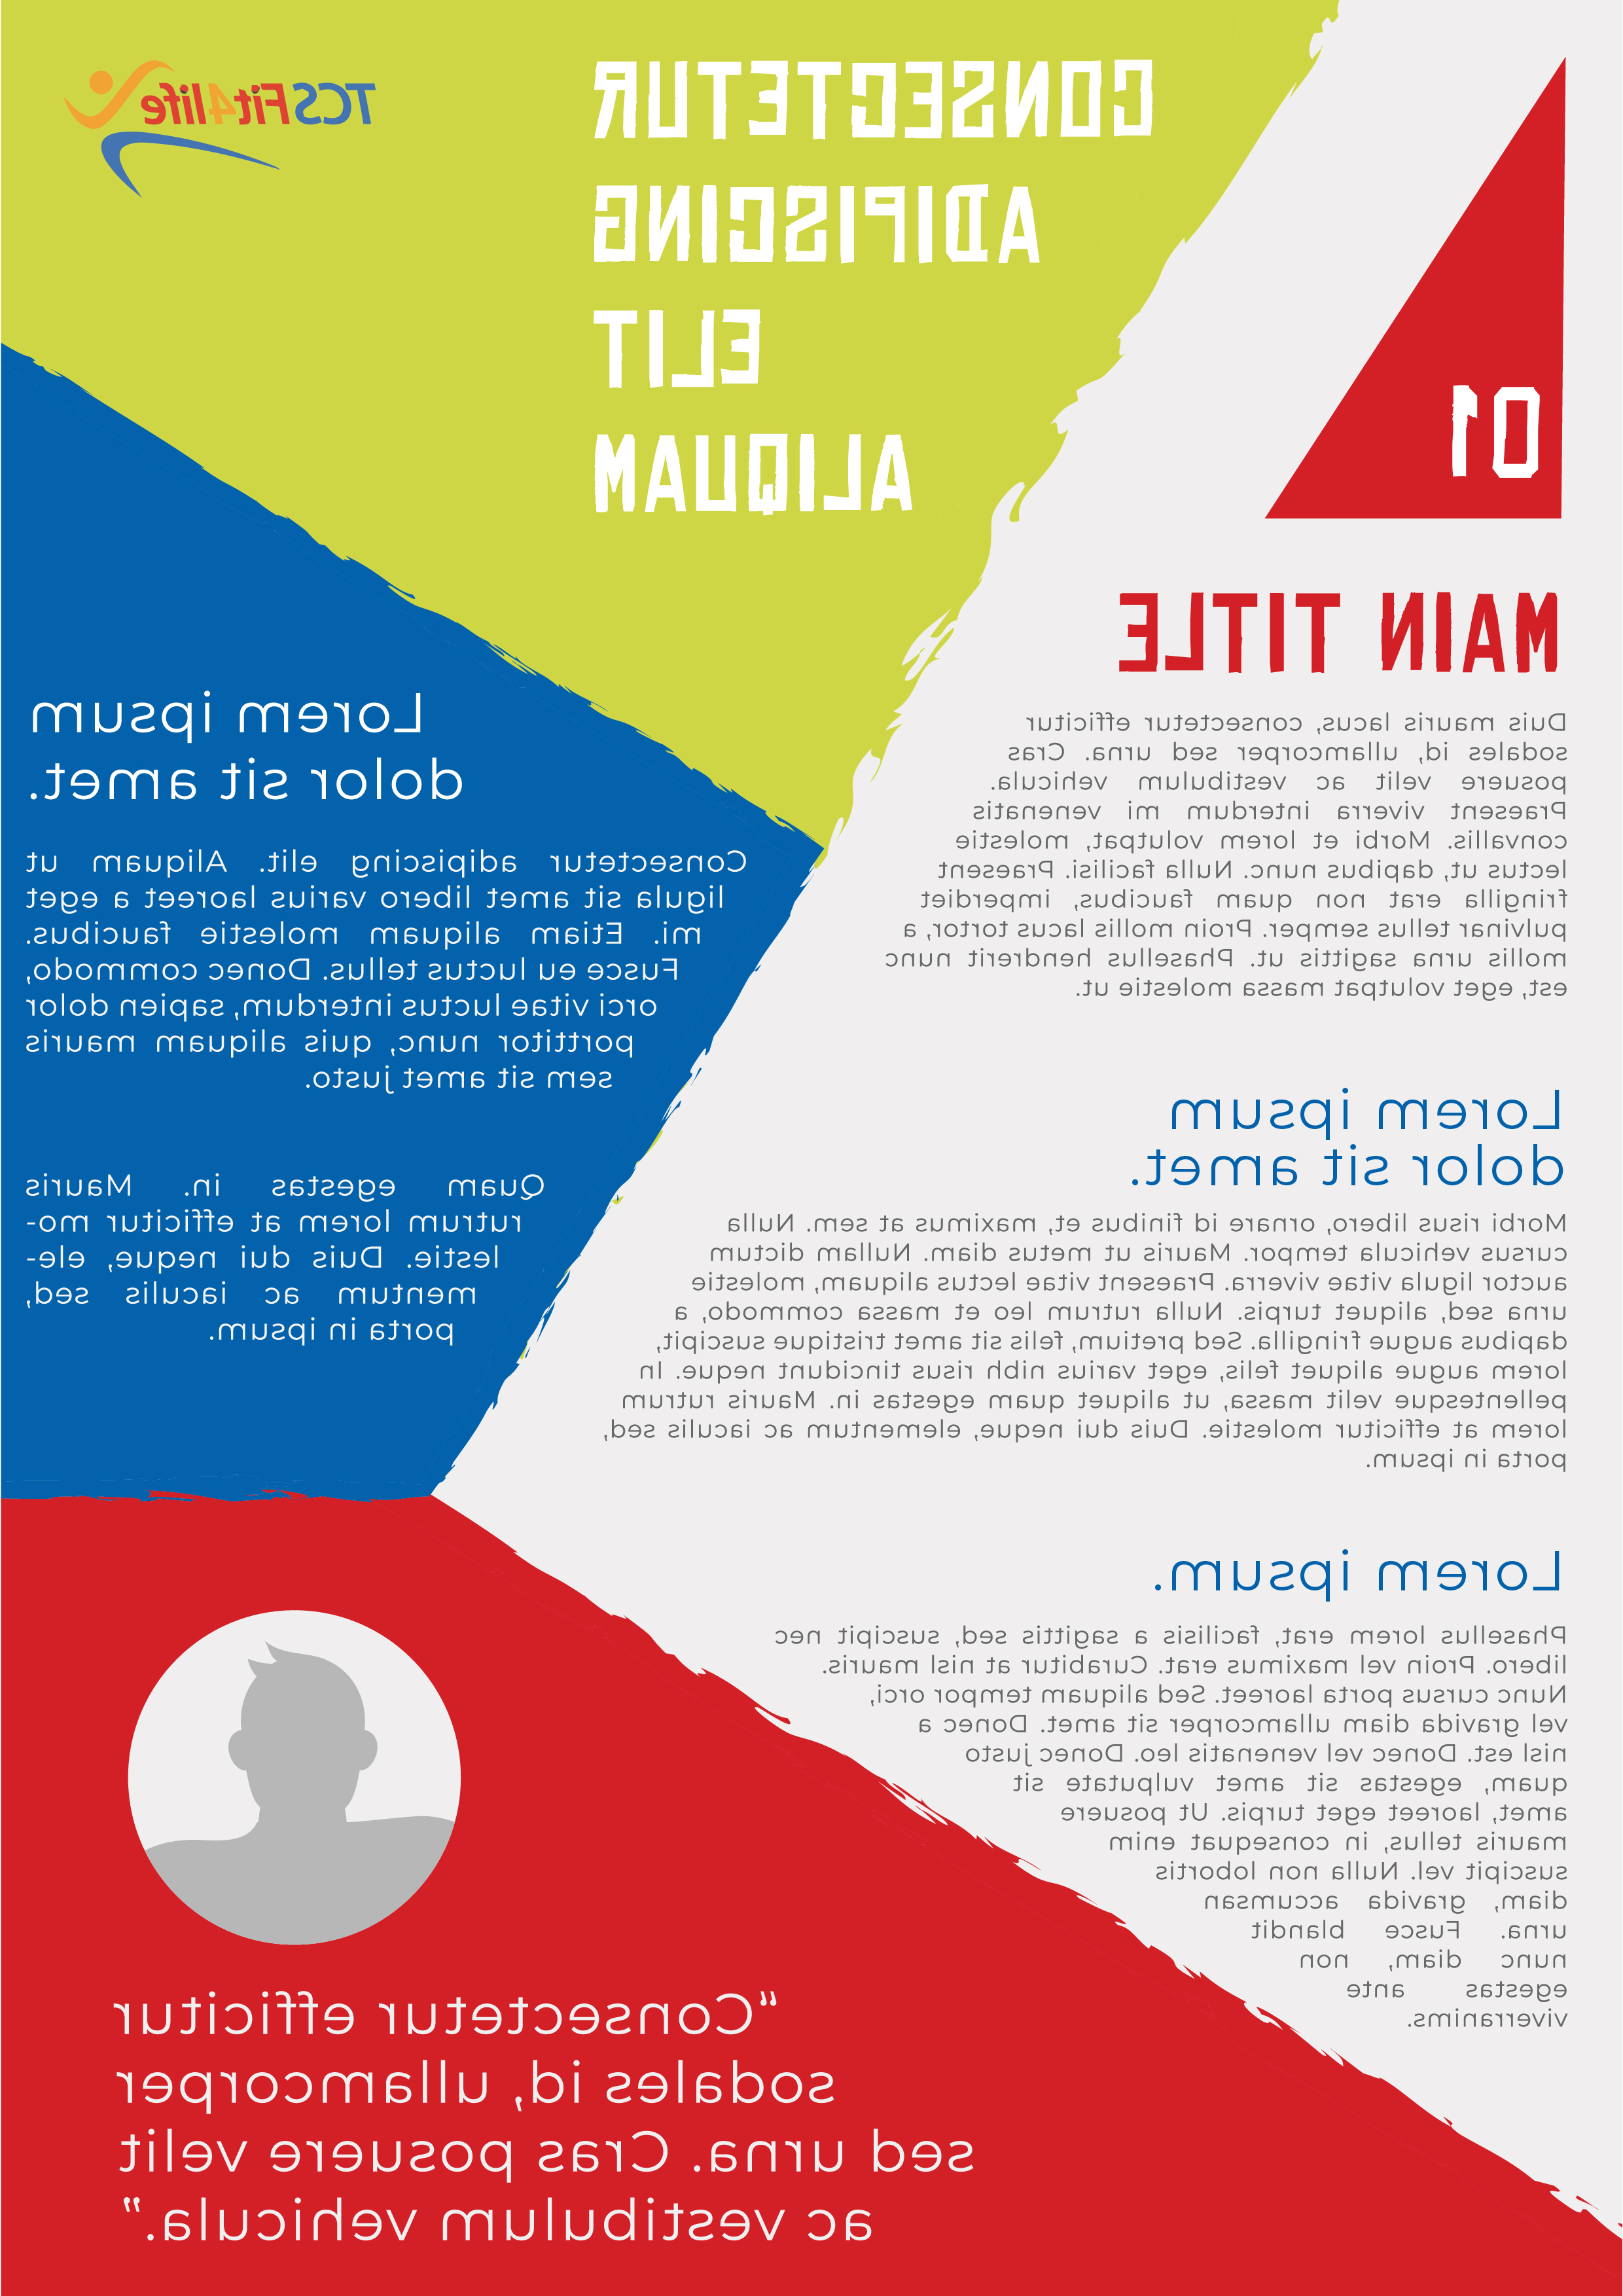 TCSFit4life
CONSECTETUR
ADIPISCING
ELIT
ALIQUAM
01
MAIN TITLE
Duis mauris lacus, consectetur efficitur
sodales id, ullamcorper sed urna. Cras
posuere velit ac vestibulum vehicula.
Praesent viverra interdum mi venenatis
convallis. Morbi et lorem volutpat, molestie
lectus ut, dapibus nunc. Nulla facilisi. Praesent
fringilla erat non quam faucibus, imperdiet
pulvinar tellus semper. Proin mollis lacus tortor, a
mollis urna sagittis ut. Phasellus hendrerit nunc
est, eget volutpat massa molestie ut.
Lorem ipsum
dolor sit amet.
Morbi risus libero, ornare id finibus et, maximus at sem. Nulla
cursus vehicula tempor. Mauris ut metus diam. Nullam dictum
auctor ligula vitae viverra. Praesent vitae lectus aliquam, molestie
urna sed, aliquet turpis. Nulla rutrum leo et massa commodo, a
dapibus augue fringilla. Sed pretium, felis sit amet tristique suscipit,
lorem augue aliquet felis, eget varius nibh risus tincidunt neque. In
pellentesque velit massa, ut aliquet quam egestas in. Mauris rutrum
lorem at efficitur molestie. Duis dui neque, elementum ac iaculis sed,
porta in ipsum.
Lorem ipsum.
Phasellus lorem erat, facilisis a sagittis sed, suscipit nec
libero. Proin vel maximus erat. Curabitur at nisl mauris.
Nunc cursus porta laoreet. Sed aliquam tempor orci,
vel gravida diam ullamcorper sit amet. Donec a
nisl est. Donec vel venenatis leo. Donec justo
quam, egestas sit amet vulputate sit
amet, laoreet eget turpis. Ut posuere
mauris tellus, in consequat enim
suscipit vel. Nulla non lobortis
diam, gravida accumsan
urna. Fusce blandit
nunc diam, non
egestas ante
viverranims.
Lorem ipsum
dolor sit amet.
Consectetur adipiscing elit. Aliquam ut
ligula sit amet libero varius laoreet a eget
mi. Etiam aliquam molestie faucibus.
Fusce eu luctus tellus. Donec commodo,
orci vitae luctus interdum, sapien dolor
porttitor nunc, quis aliquam mauris
sem sit amet justo.
Quam egestas in. Mauris
rutrum lorem at efficitur mo-
lestie. Duis dui neque, ele-
mentum ac iaculis sed,
porta in ipsum.
“Consectetur efficitur
sodales id, ullamcorper
sed urna. Cras posuere velit
ac vestibulum vehicula.”